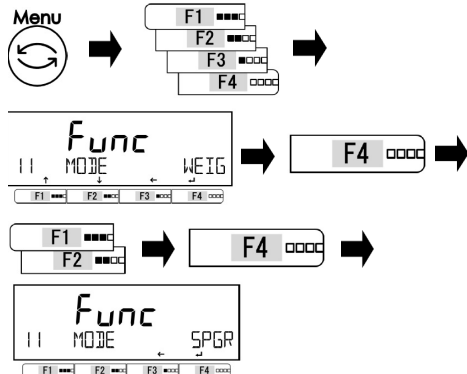 Menu
F1
F2
F3
F4
Func
11 MODE WEIG
↑ ↓ ← ↵
F1 F2 F3 F4
F4
F1
F2
F4
Func
11 MODE SPGR
← ↵
F1 F2 F3 F4